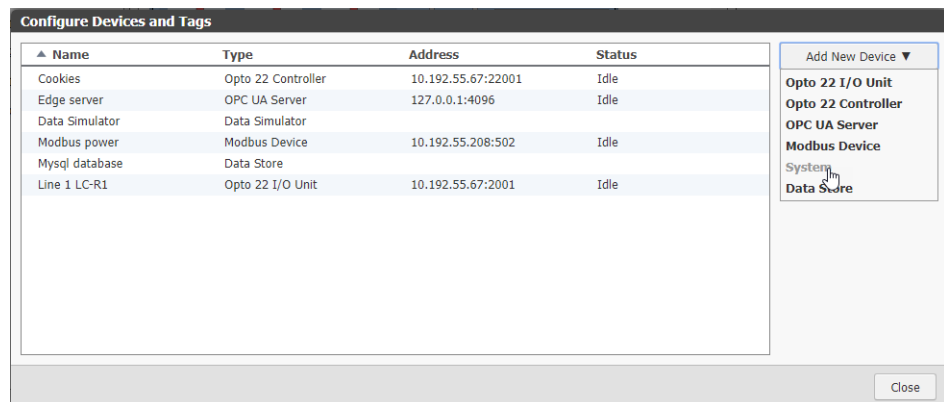 Configure Devices and Tags
▲ Name Type Address Status
Cookies Opto 22 Controller 10.192.55.67:22001 Idle
Edge server OPC UA Server 127.0.0.1:4096 Idle
Data Simulator Data Simulator
Modbus power Modbus Device 10.192.55.208:502 Idle
Mysql database Data Store
Line 1 LC-R1 Opto 22 I/O Unit 10.192.55.67:2001 Idle
Add New Device ▼
Opto 22 I/O Unit
Opto 22 Controller
OPC UA Server
Modbus Device
System
Data Store
Close